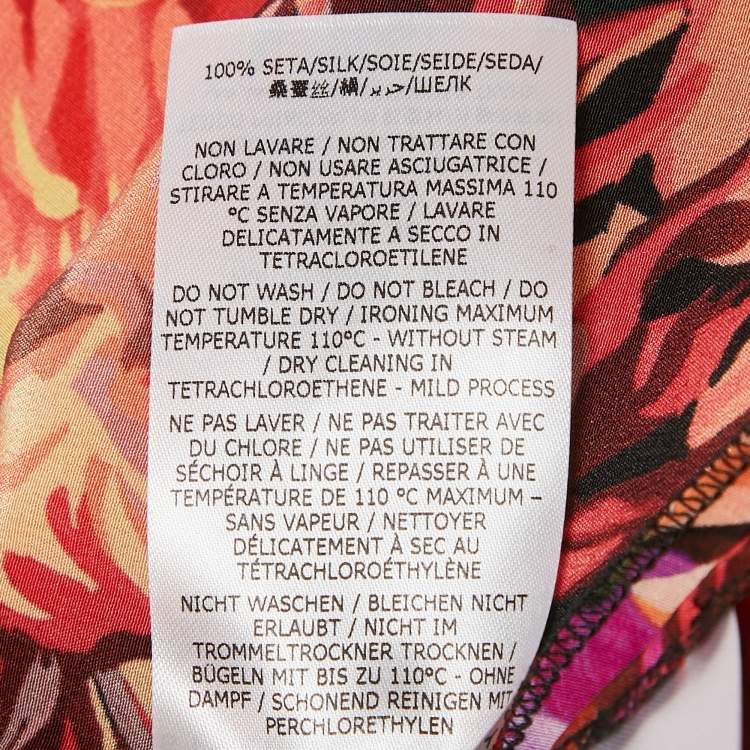 100% SETA/SILK/SOIE/SEIDE/SEDA/
桑蚕丝/絹/حرير/ШЕЛК
NON LAVARE / NON TRATTARE CON
CLORO / NON USARE ASCIUGATRICE /
STIRARE A TEMPERATURA MASSIMA 110
ºC SENZA VAPORE / LAVARE
DELICATAMENTE A SECCO IN
TETRACLOROETILENE
DO NOT WASH / DO NOT BLEACH / DO
NOT TUMBLE DRY / IRONING MAXIMUM
TEMPERATURE 110ºC - WITHOUT STEAM
/ DRY CLEANING IN
TETRACHLOROETHENE - MILD PROCESS
NE PAS LAVER / NE PAS TRAITER AVEC
DU CHLORE / NE PAS UTILISER DE
SÉCHOIR À LINGE / REPASSER À UNE
TEMPÉRATURE DE 110 ºC MAXIMUM –
SANS VAPEUR / NETTOYER
DÉLICATEMENT À SEC AU
TÉTRACHLOROÉTHYLÈNE
NICHT WASCHEN / BLEICHEN NICHT
ERLAUBT / NICHT IM
TROMMELTROCKNER TROCKNEN /
BÜGELN MIT BIS ZU 110ºC - OHNE
DAMPF / SCHONEND REINIGEN MIT
PERCHLORETHYLEN